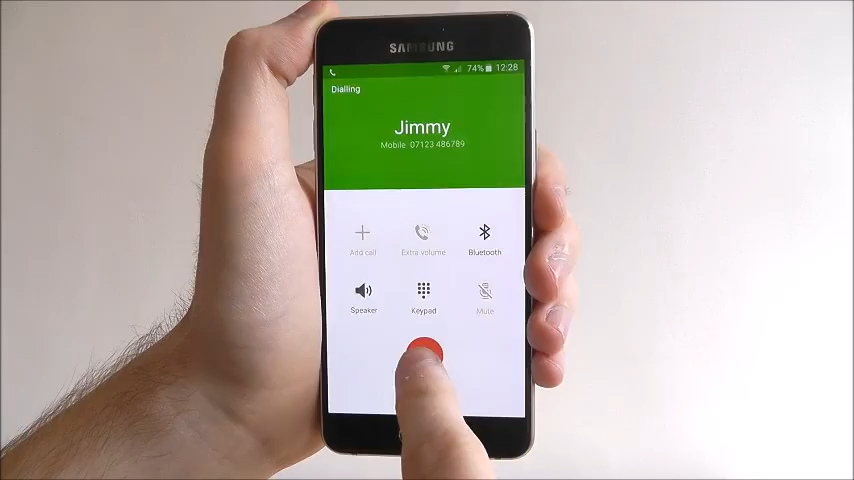 SAMSUNG
74% 12:28
Dialling
Jimmy
Mobile 07123 486789
Add call
Extra volume
Bluetooth
Speaker
Keypad
Mute